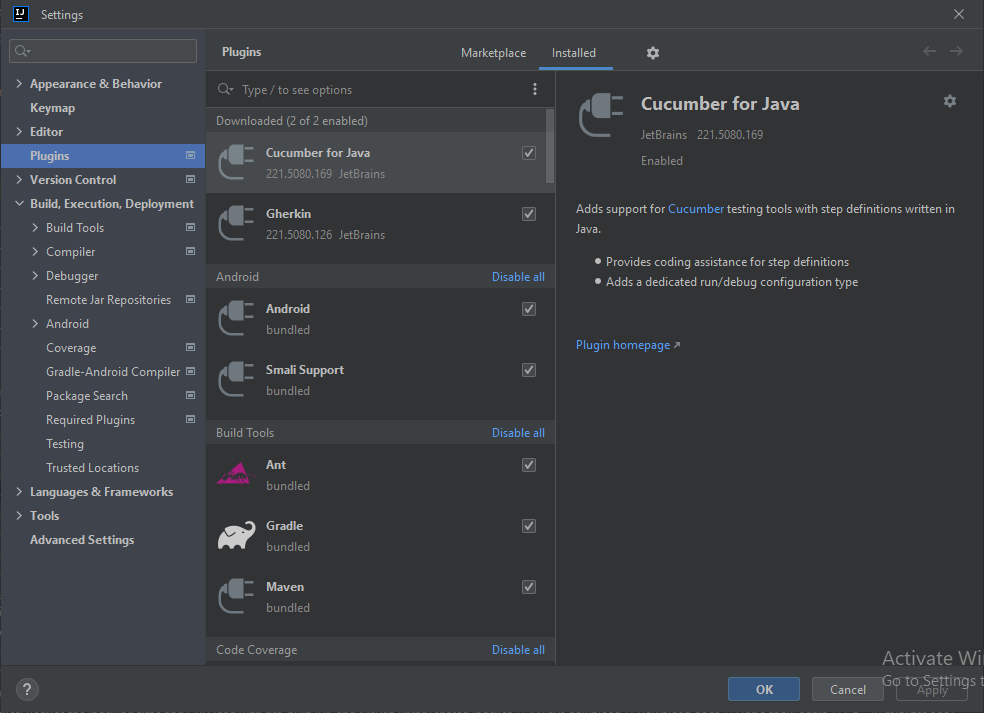 IJ
Settings
Appearance & Behavior
Keymap
Editor
Plugins
Version Control
Build, Execution, Deployment
Build Tools
Compiler
Debugger
Remote Jar Repositories
Android
Coverage
Gradle-Android Compiler
Package Search
Required Plugins
Testing
Trusted Locations
Languages & Frameworks
Tools
Advanced Settings
Plugins
Marketplace
Installed
Type / to see options
Downloaded (2 of 2 enabled)
Cucumber for Java
221.5080.169 JetBrains
Gherkin
221.5080.126 JetBrains
Android Disable all
Android
bundled
Smali Support
bundled
Build Tools Disable all
Ant
bundled
Gradle
bundled
Maven
bundled
Code Coverage Disable all
Cucumber for Java
JetBrains 221.5080.169
Enabled
Adds support for Cucumber testing tools with step definitions written in
Java.
• Provides coding assistance for step definitions
• Adds a dedicated run/debug configuration type
Plugin homepage ↗
Activate Wi
Go to Settings t
?
OK
Cancel
Apply